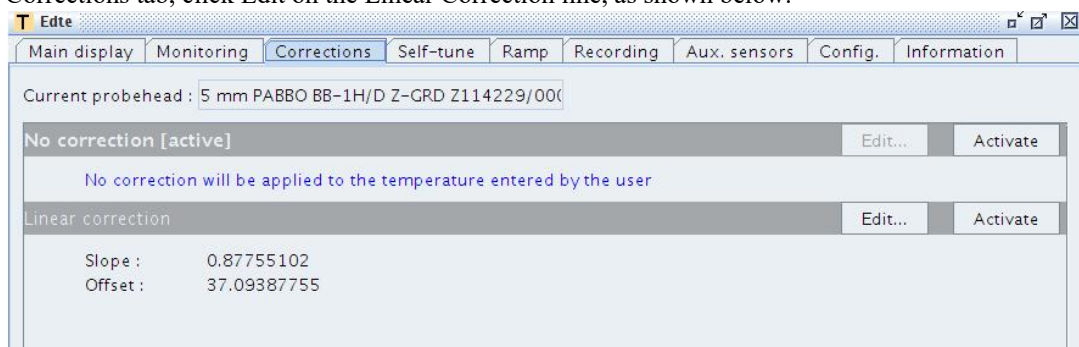 Corrections tab, click Edit on the Linear Correction line, as shown below.
Edte
Main display Monitoring Corrections Self-tune Ramp Recording Aux. sensors Config. Information
Current probehead : 5 mm PABBO BB-1H/D Z-GRD Z114229/00(
No correction [active] Edit... Activate
No correction will be applied to the temperature entered by the user
Linear correction Edit... Activate
Slope : 0.87755102
Offset : 37.09387755